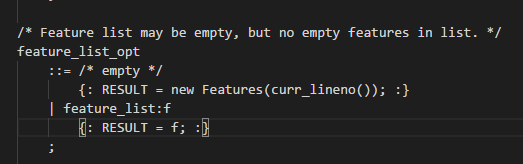 /* Feature list may be empty, but no empty features in list. */
feature_list_opt
::= /* empty */
{: RESULT = new Features(curr_lineno()); :}
| feature_list:f
{: RESULT = f; :}
;